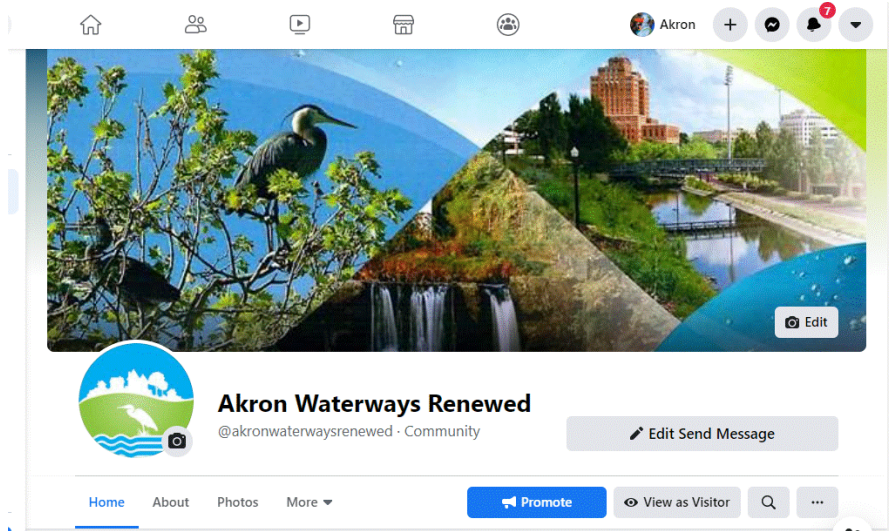 Akron
7
Edit
Akron Waterways Renewed
@akronwaterwaysrenewed · Community
Edit Send Message
Home About Photos More Promote View as Visitor